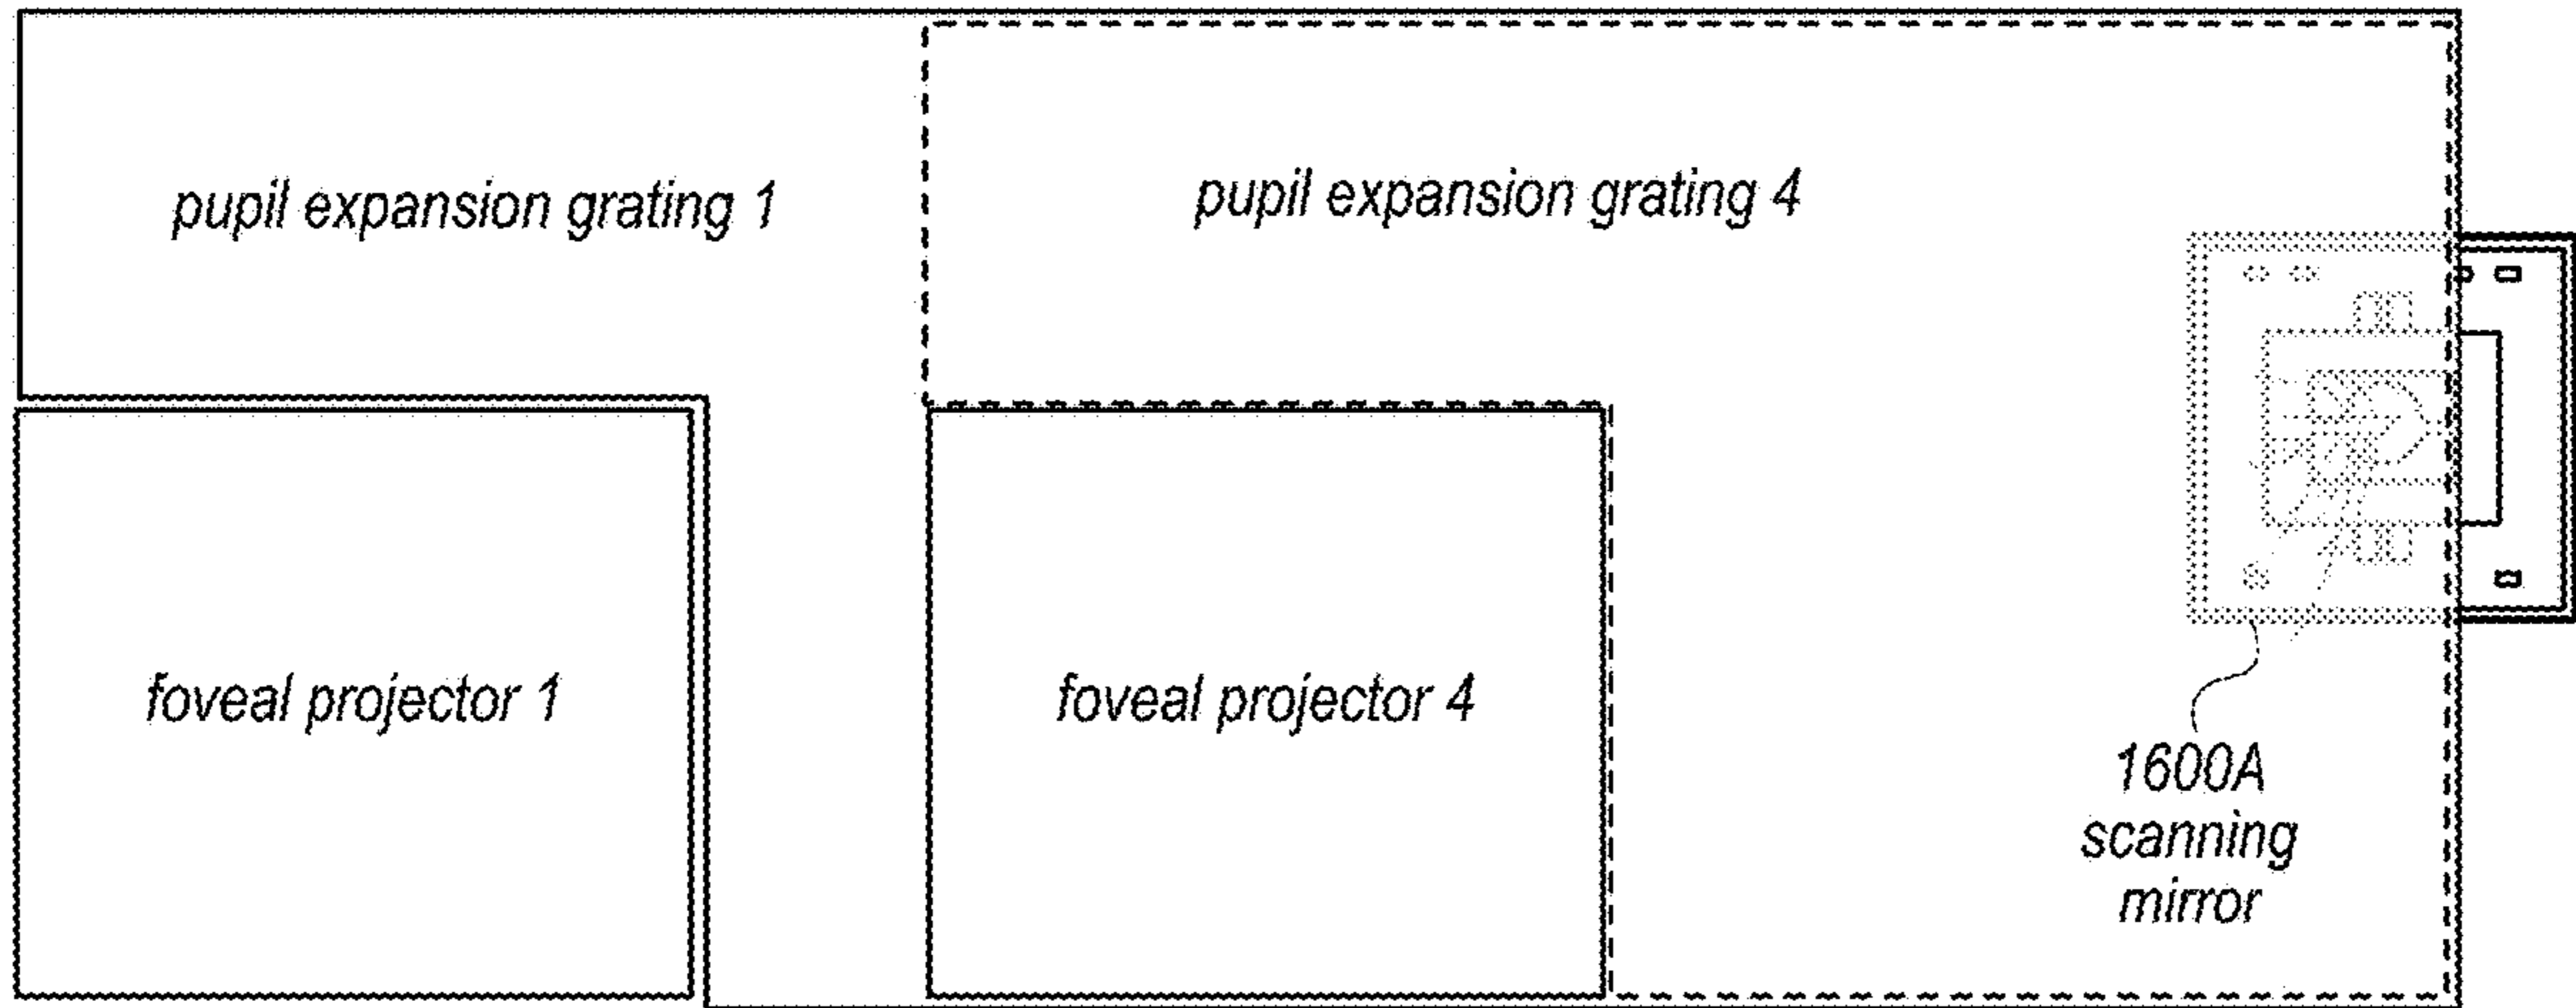 pupil expansion grating 1
pupil expansion grating 4
foveal projector 1
foveal projector 4
1600A
scanning
mirror